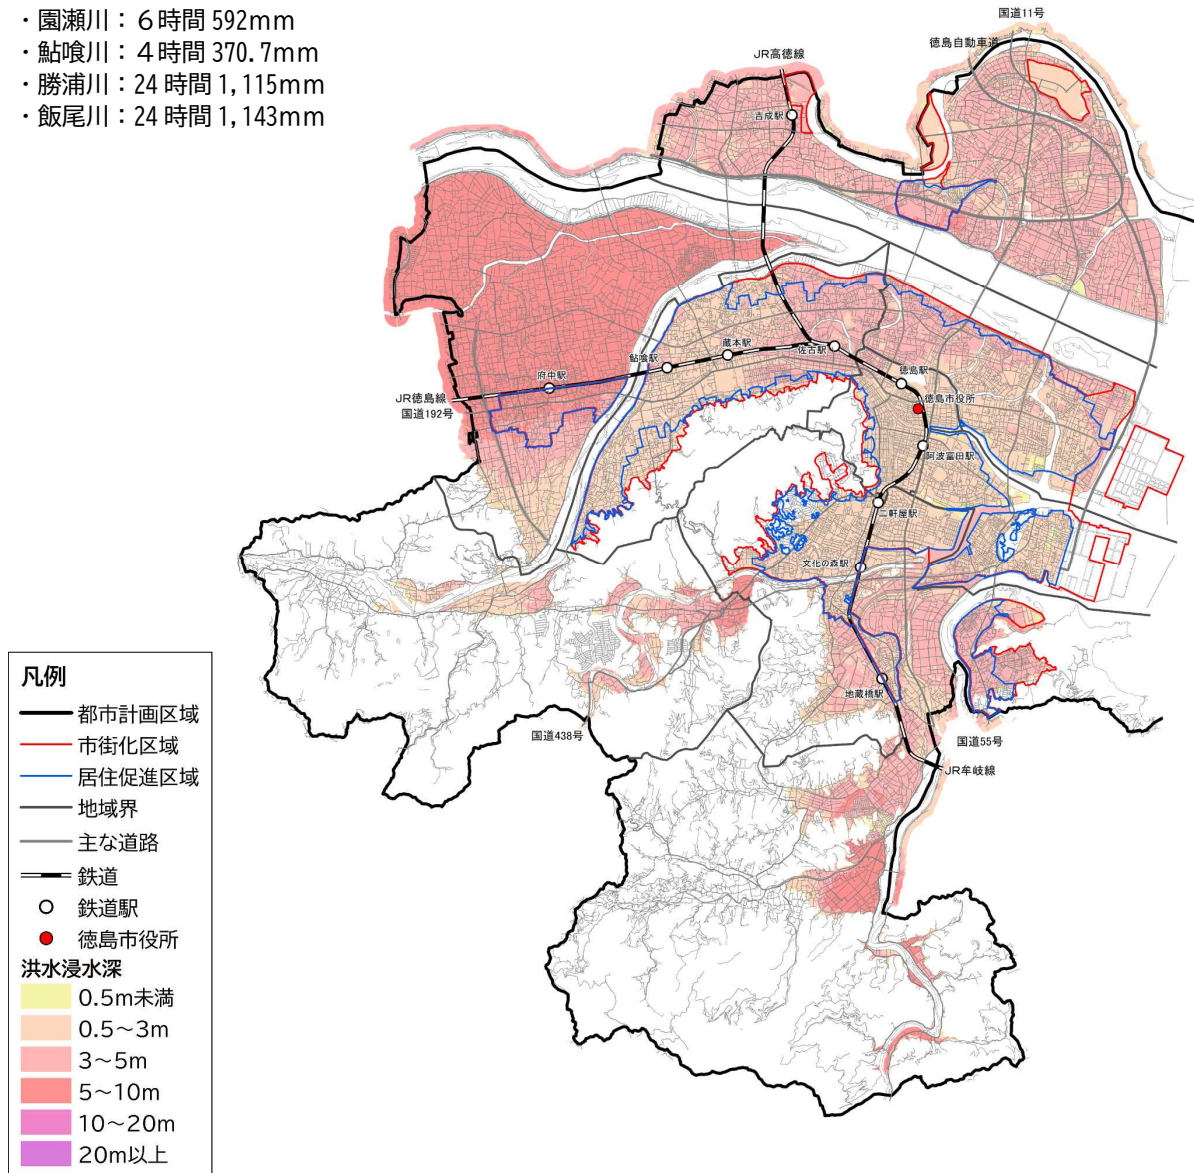 ・園瀬川：６時間 592mm
・鮎喰川：４時間 370.7mm
・勝浦川：24 時間 1,115mm
・飯尾川：24 時間 1,143mm
国道11号
徳島自動車道
JR高徳線
吉成駅
蔵本駅
佐古駅
鮎喰駅
府中駅
徳島駅
JR徳島線
国道192号
徳島市役所
阿波富田駅
二軒屋駅
文化の森駅
地蔵橋駅
国道438号
国道55号
JR牟岐線
凡例
都市計画区域
市街化区域
居住促進区域
地域界
主な道路
鉄道
鉄道駅
徳島市役所
洪水浸水深
0.5m未満
0.5～3m
3～5m
5～10m
10～20m
20m以上